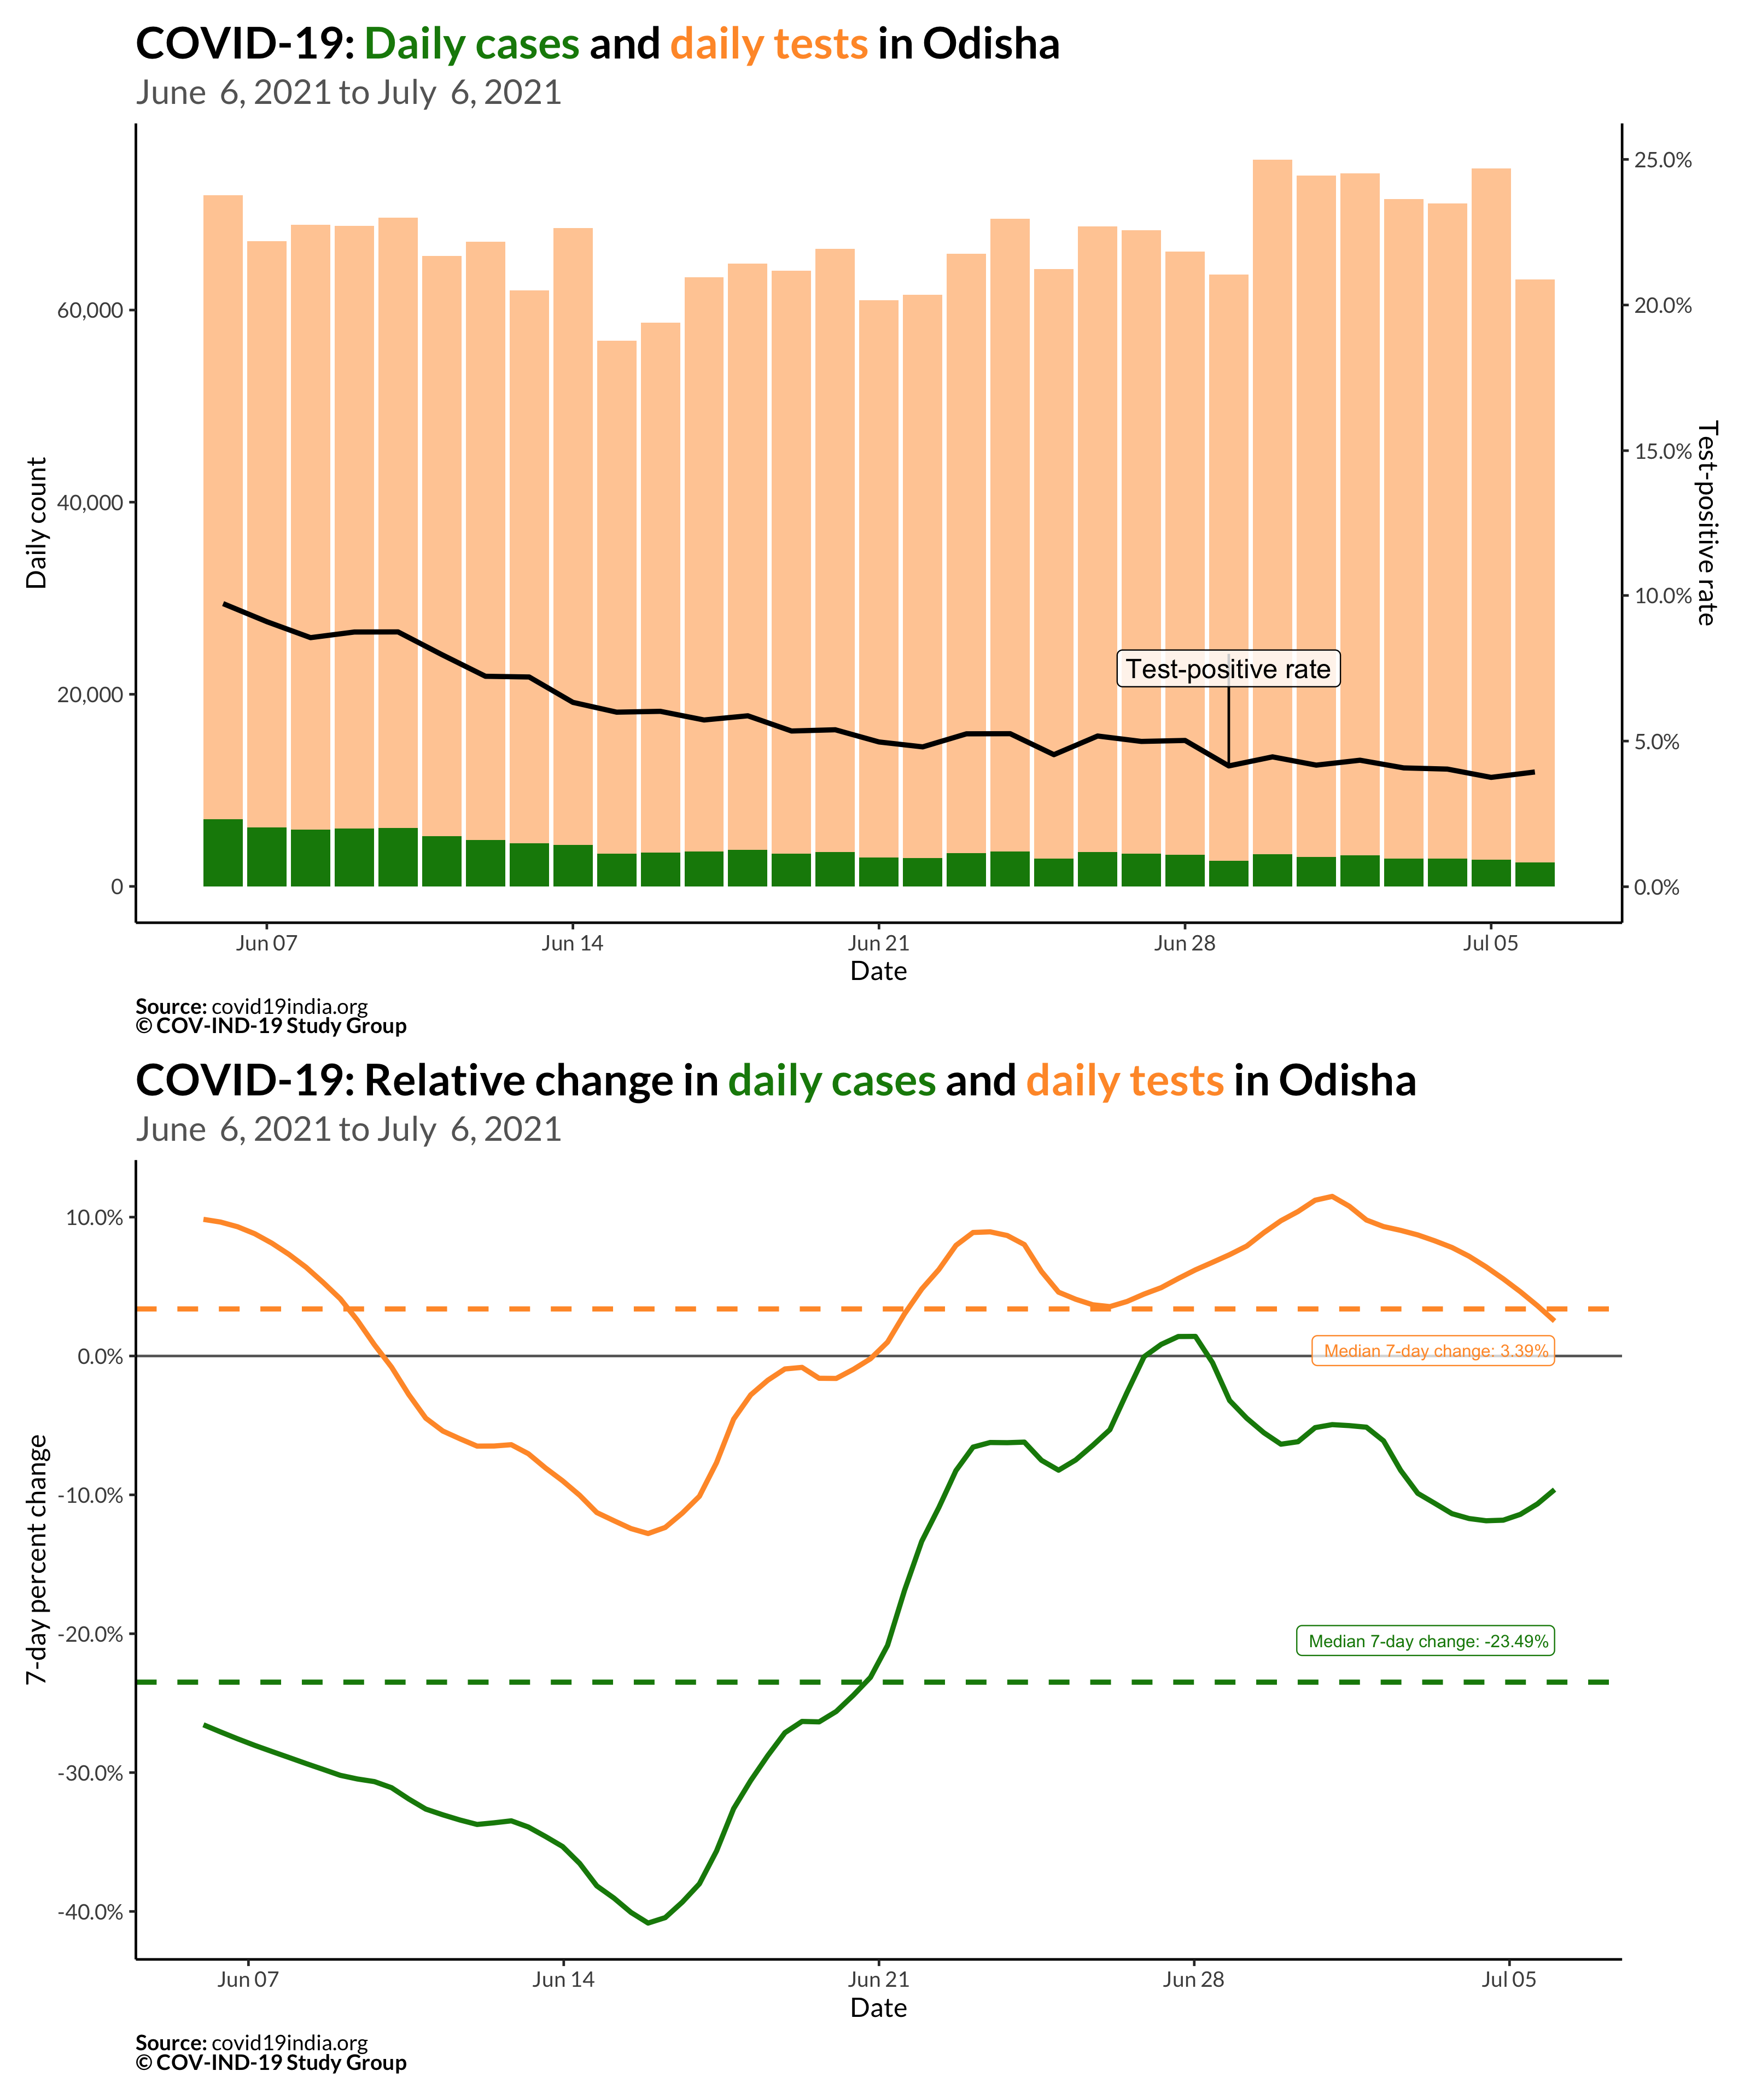 COVID-19: Daily cases and daily tests in Odisha
June 6, 2021 to July 6, 2021
25.0%
20.0%
60,000
15.0%
40,000
Daily count
Test-positive rate
10.0%
Test-positive rate
20,000
5.0%
0
0.0%
Jun 07
Jun 14
Jun 21
Jun 28
Jul 05
Date
Source: covid19india.org
© COV-IND-19 Study Group
COVID-19: Relative change in daily cases and daily tests in Odisha
June 6, 2021 to July 6, 2021
10.0%
0.0%
Median 7-day change: 3.39%
-10.0%
7-day percent change
-20.0%
Median 7-day change: -23.49%
-30.0%
-40.0%
Jun 07
Jun 14
Jun 21
Jun 28
Jul 05
Date
Source: covid19india.org
© COV-IND-19 Study Group